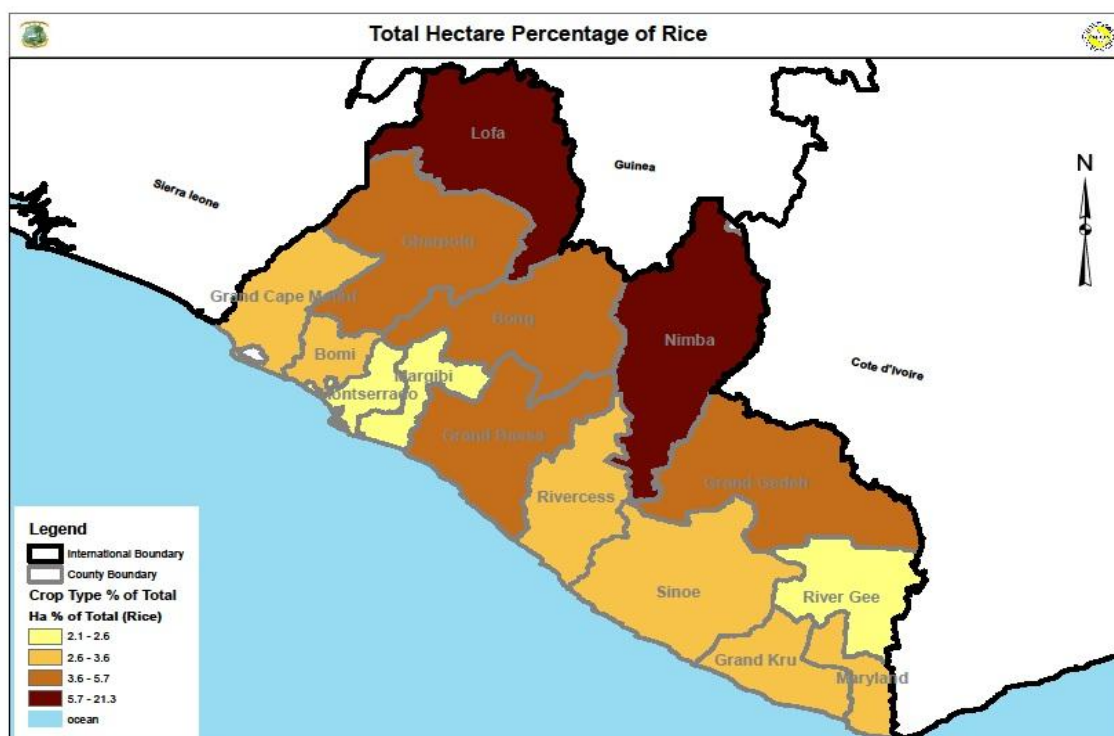 Total Hectare Percentage of Rice
Lofa
Guinea
N
Sierra leone
Gbarpolu
Grand Cape Mount
Bong
Nimba
Cote d'Ivoire
Bomi
Margibi
Montserrado
Grand Bassa
Grand Gedeh
Rivercess
Sinoe
River Gee
Grand Kru
Maryland
Legend
International Boundary
County Boundary
Crop Type % of Total
Ha % of Total (Rice)
2.1 - 2.6
2.6 - 3.6
3.6 - 5.7
5.7 - 21.3
ocean